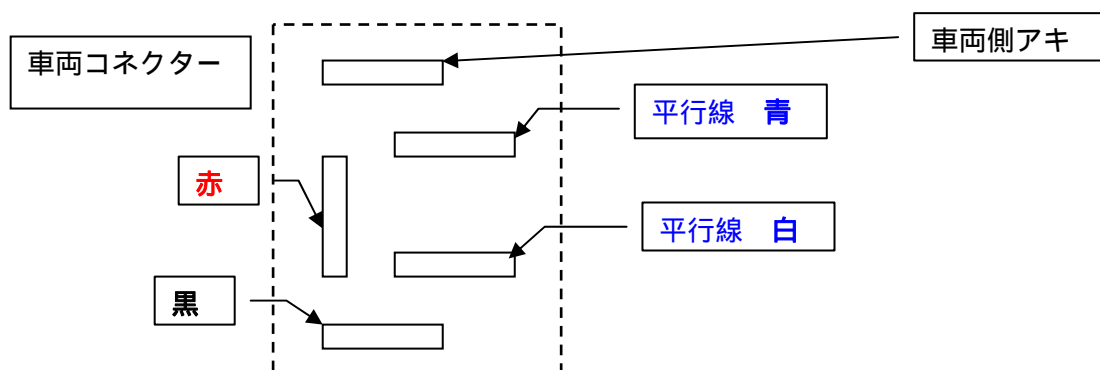 車両コネクター
車両側アキ
平行線　青
赤
平行線　白
黒